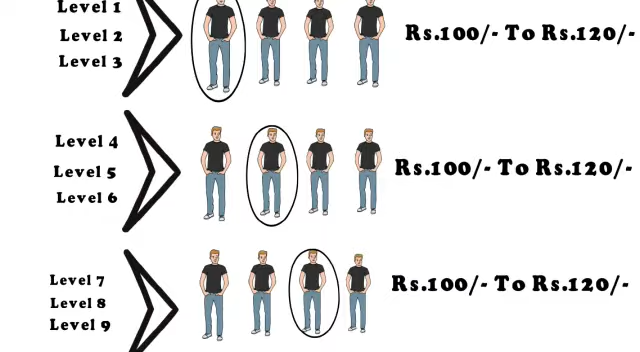 Level 1
Level 2
Level 3
Rs.100/- To Rs.120/-
Level 4
Level 5
Level 6
Rs.100/- To Rs.120/-
Level 7
Level 8
Level 9
Rs.100/- To Rs.120/-